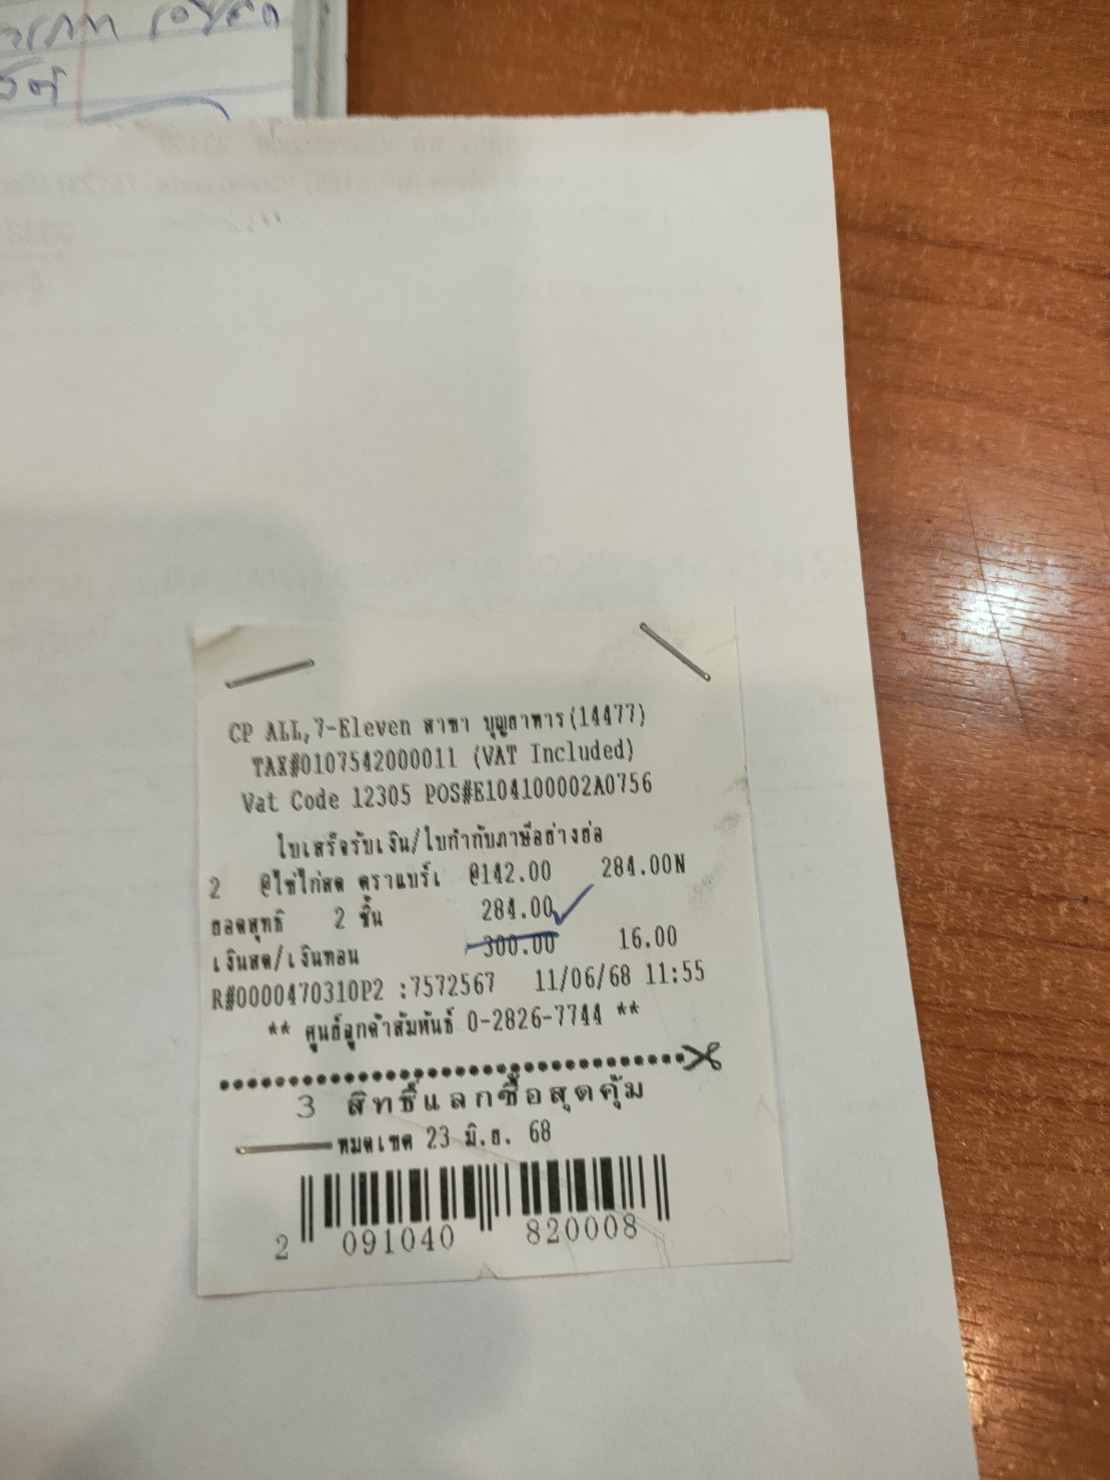 CP ALL,7-Eleven สาขา บุญธาหาร(14477)
TAX#0107542000011 (VAT Included)
Vat Code 12305 POS#E104100002A0756
ใบเสร็จรับเงิน/ใบกำกับภาษีอย่างย่อ
2 @ไข่ไก่สด ตราแบร์เ @142.00 284.00N
ยอดสุทธิ 2 ชิ้น 284.00
เงินสด/เงินทอน 300.00 16.00
R#0000470310P2 :7572567 11/06/68 11:55
** ศูนย์ลูกค้าสัมพันธ์ 0-2826-7744 **
3 สิทธิ์แลกซื้อสุดคุ้ม
หมดเขต 23 มิ.ย. 68
2 091040 820008